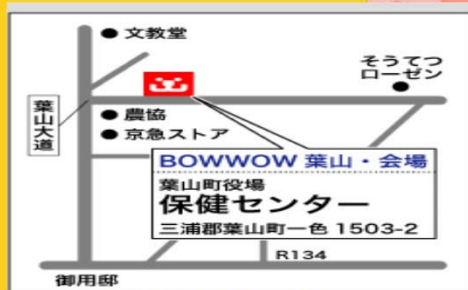 文教堂
そうてつ
ローゼン
葉山大道
農協
京急ストア
BOWWOW 葉山・会場
葉山町役場
保健センター
三浦郡葉山町一色 1503-2
R134
御用邸